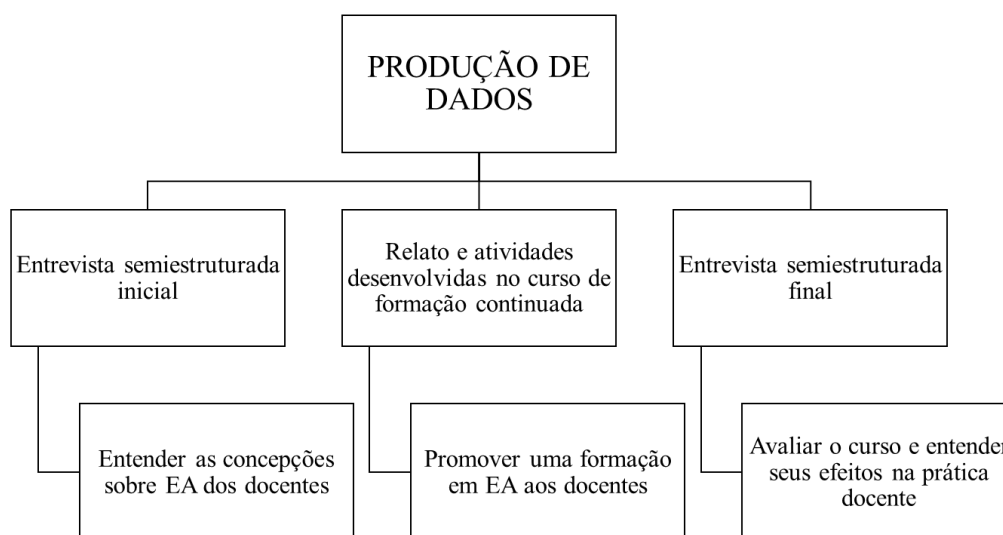 PRODUÇÃO DE
DADOS
Entrevista semiestruturada
inicial
Relato e atividades
desenvolvidas no curso de
formação continuada
Entrevista semiestruturada
final
Entender as concepções
sobre EA dos docentes
Promover uma formação
em EA aos docentes
Avaliar o curso e entender
seus efeitos na prática
docente